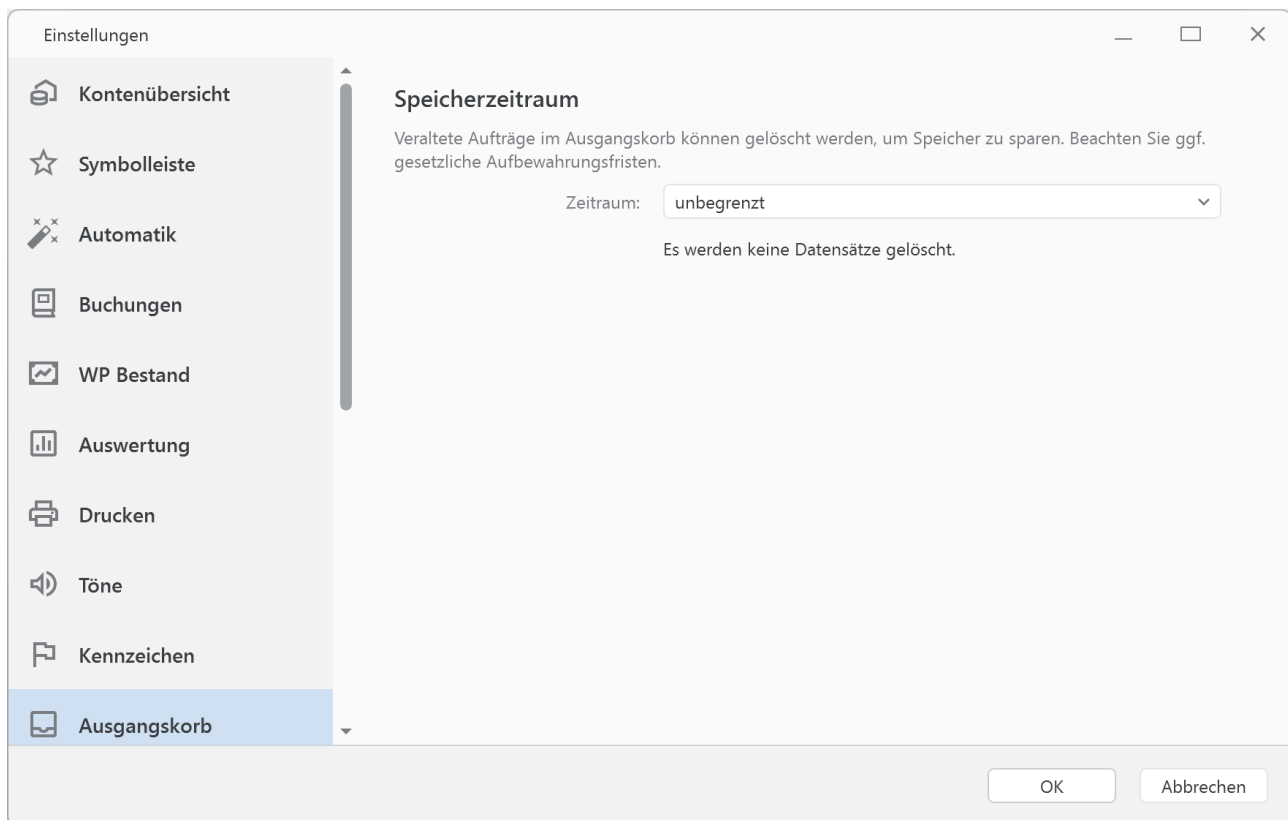 Einstellungen
Kontenübersicht
Symbolleiste
Automatik
Buchungen
WP Bestand
Auswertung
Drucken
Töne
Kennzeichen
Ausgangskorb
Speicherzeitraum
Veraltete Aufträge im Ausgangskorb können gelöscht werden, um Speicher zu sparen. Beachten Sie ggf.
gesetzliche Aufbewahrungsfristen.
Zeitraum: unbegrenzt
Es werden keine Datensätze gelöscht.
OK Abbrechen